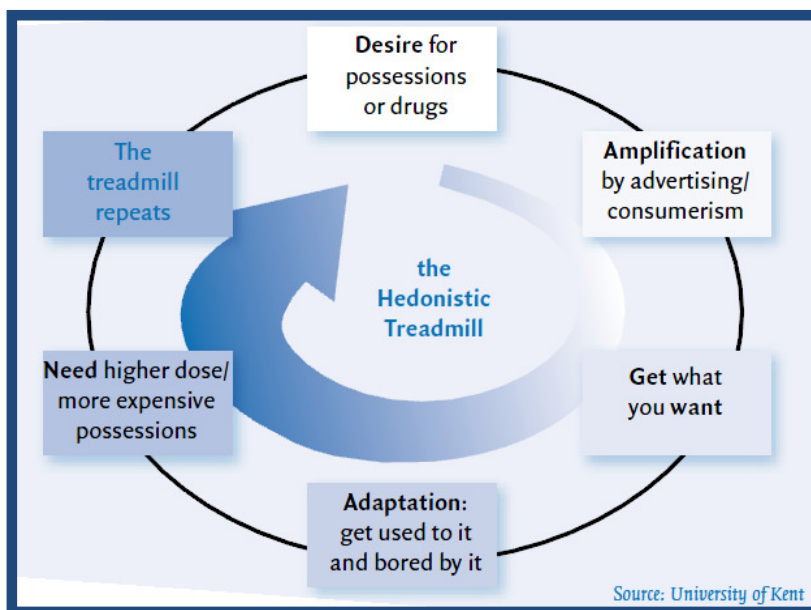 Desire for
possessions
or drugs
Amplification
by advertising/
consumerism
Get what
you want
Adaptation:
get used to it
and bored by it
Need higher dose/
more expensive
possessions
The
treadmill
repeats
the
Hedonistic
Treadmill
Source: University of Kent